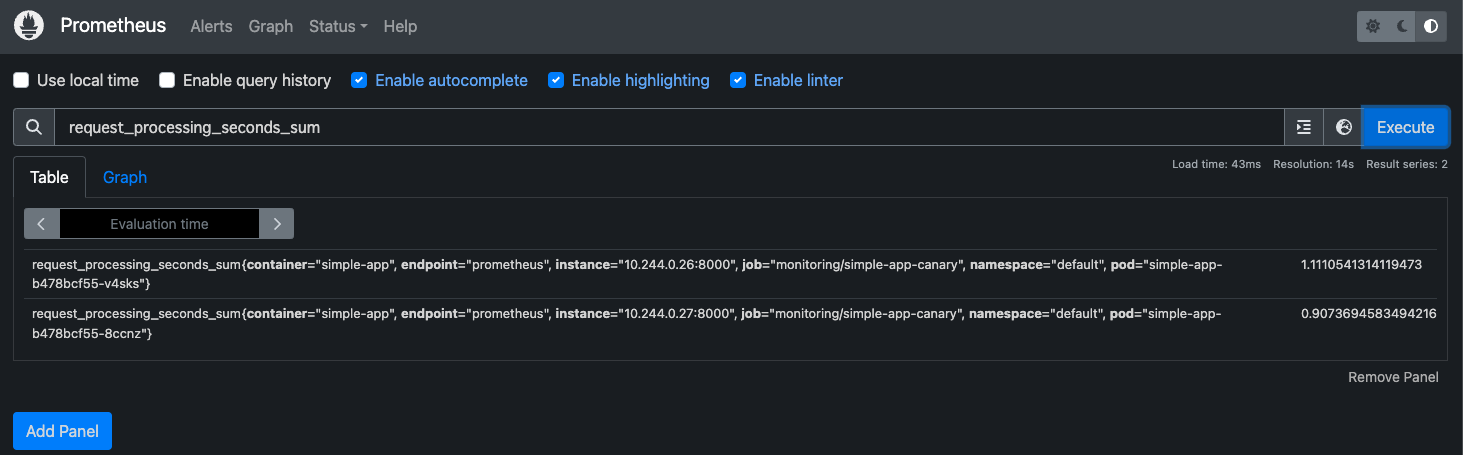 Prometheus Alerts Graph Status Help
Use local time Enable query history Enable autocomplete Enable highlighting Enable linter
request_processing_seconds_sum Execute
Load time: 43ms Resolution: 14s Result series: 2
Table Graph
Evaluation time
request_processing_seconds_sum{container="simple-app", endpoint="prometheus", instance="10.244.0.26:8000", job="monitoring/simple-app-canary", namespace="default", pod="simple-app- 1.1110541314119473
b478bcf55-v4sks"}
request_processing_seconds_sum{container="simple-app", endpoint="prometheus", instance="10.244.0.27:8000", job="monitoring/simple-app-canary", namespace="default", pod="simple-app- 0.9073694583494216
b478bcf55-8ccnz"}
Remove Panel
Add Panel